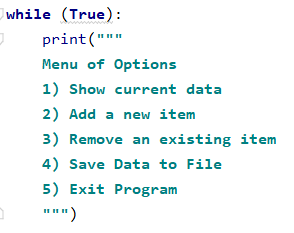 while (True):
print("""
Menu of Options
1) Show current data
2) Add a new item
3) Remove an existing item
4) Save Data to File
5) Exit Program
""")